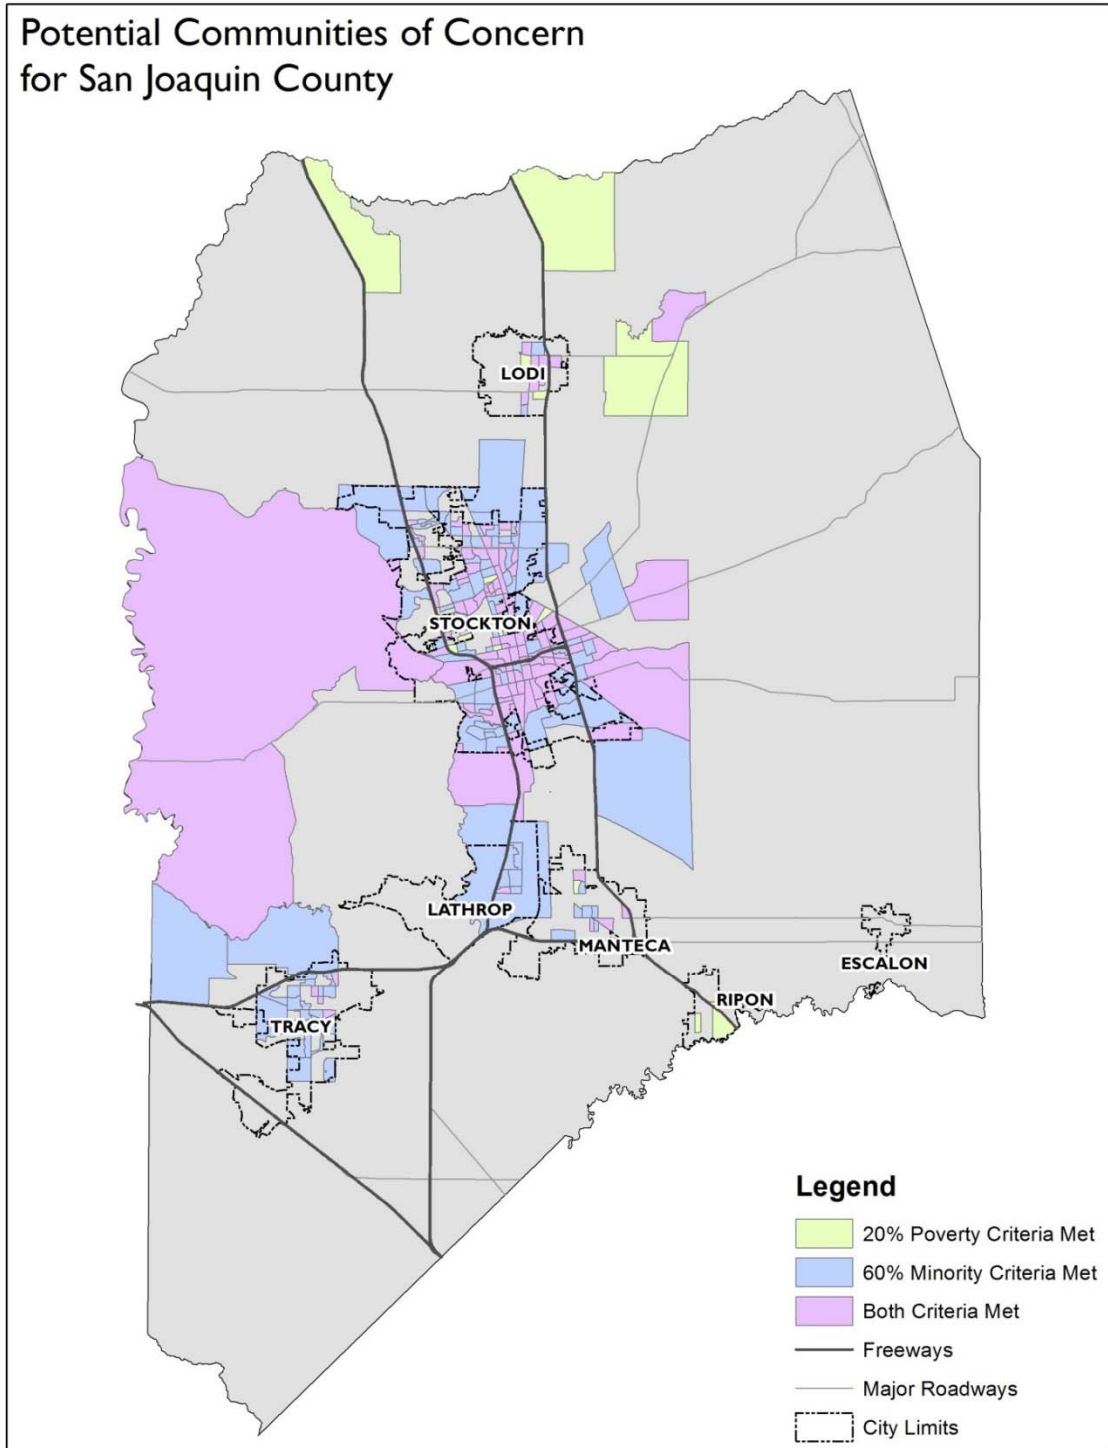 Potential Communities of Concern
for San Joaquin County
LODI
STOCKTON
LATHROP
MANTECA
ESCALON
RIPON
TRACY
Legend
20% Poverty Criteria Met
60% Minority Criteria Met
Both Criteria Met
Freeways
Major Roadways
City Limits